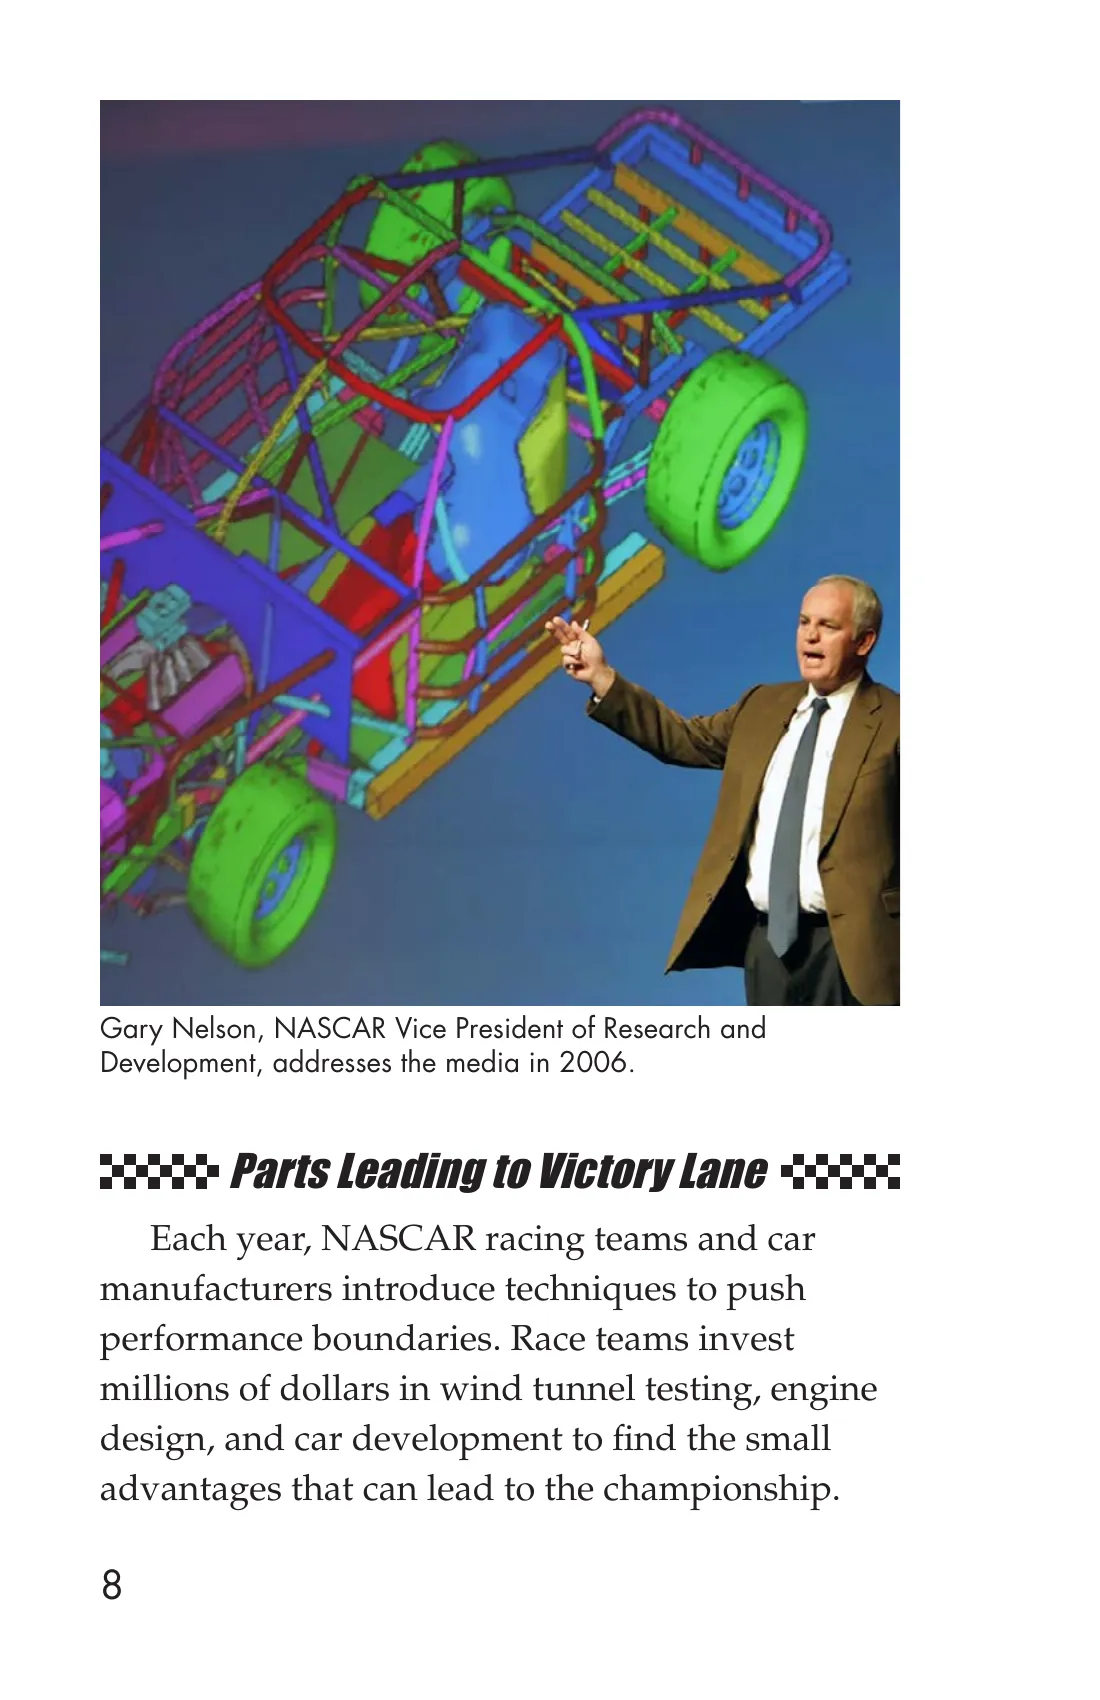 Gary Nelson, NASCAR Vice President of Research and
Development, addresses the media in 2006.
Parts Leading to Victory Lane
Each year, NASCAR racing teams and car
manufacturers introduce techniques to push
performance boundaries. Race teams invest
millions of dollars in wind tunnel testing, engine
design, and car development to find the small
advantages that can lead to the championship.
8